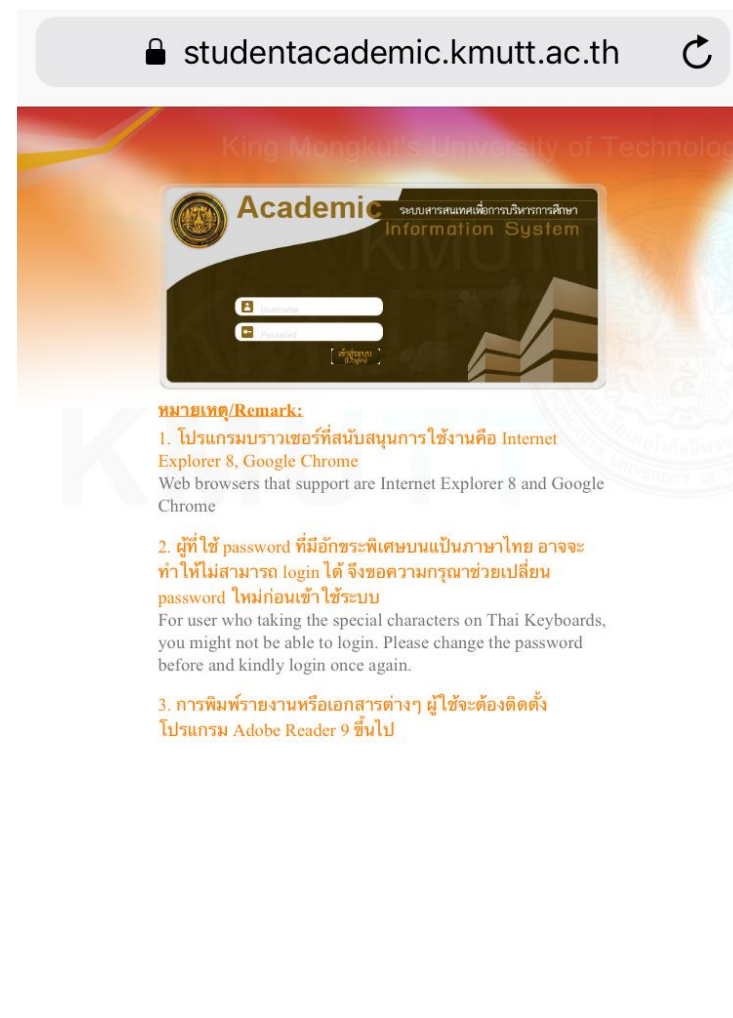 studentacademic.kmutt.ac.th
King Mongkut's University of Technolog
Academic
ระบบสารสนเทศเพื่อการบริหารการศึกษา
Information System
KMUTT
Username
Password
เข้าสู่ระบบ
(Login)
หมายเหตุ/Remark:
1. โปรแกรมบราวเซอร์ที่สนับสนุนการใช้งานคือ Internet
Explorer 8, Google Chrome
Web browsers that support are Internet Explorer 8 and Google
Chrome
2. ผู้ที่ใช้ password ที่มีอักขระพิเศษบนแป้นภาษาไทย อาจจะ
ทำให้ไม่สามารถ login ได้ จึงขอความกรุณาช่วยเปลี่ยน
password ใหม่ก่อนเข้าใช้ระบบ
For user who taking the special characters on Thai Keyboards,
you might not be able to login. Please change the password
before and kindly login once again.
3. การพิมพ์รายงานหรือเอกสารต่างๆ ผู้ใช้จะต้องติดตั้ง
โปรแกรม Adobe Reader 9 ขึ้นไป